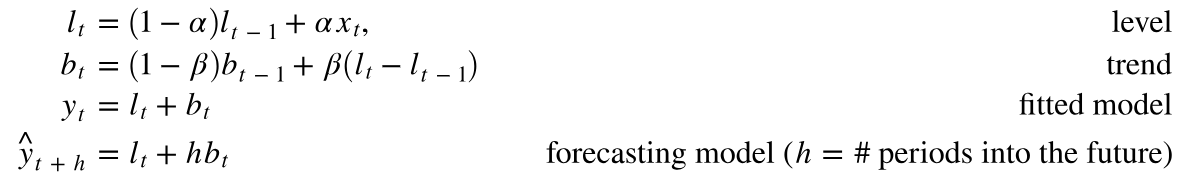 l_t = (1 − α)l_{t − 1} + αx_t, level
b_t = (1 − β)b_{t − 1} + β(l_t − l_{t − 1}) trend
y_t = l_t + b_t fitted model
ŷ_{t + h} = l_t + hb_t forecasting model (h = # periods into the future)